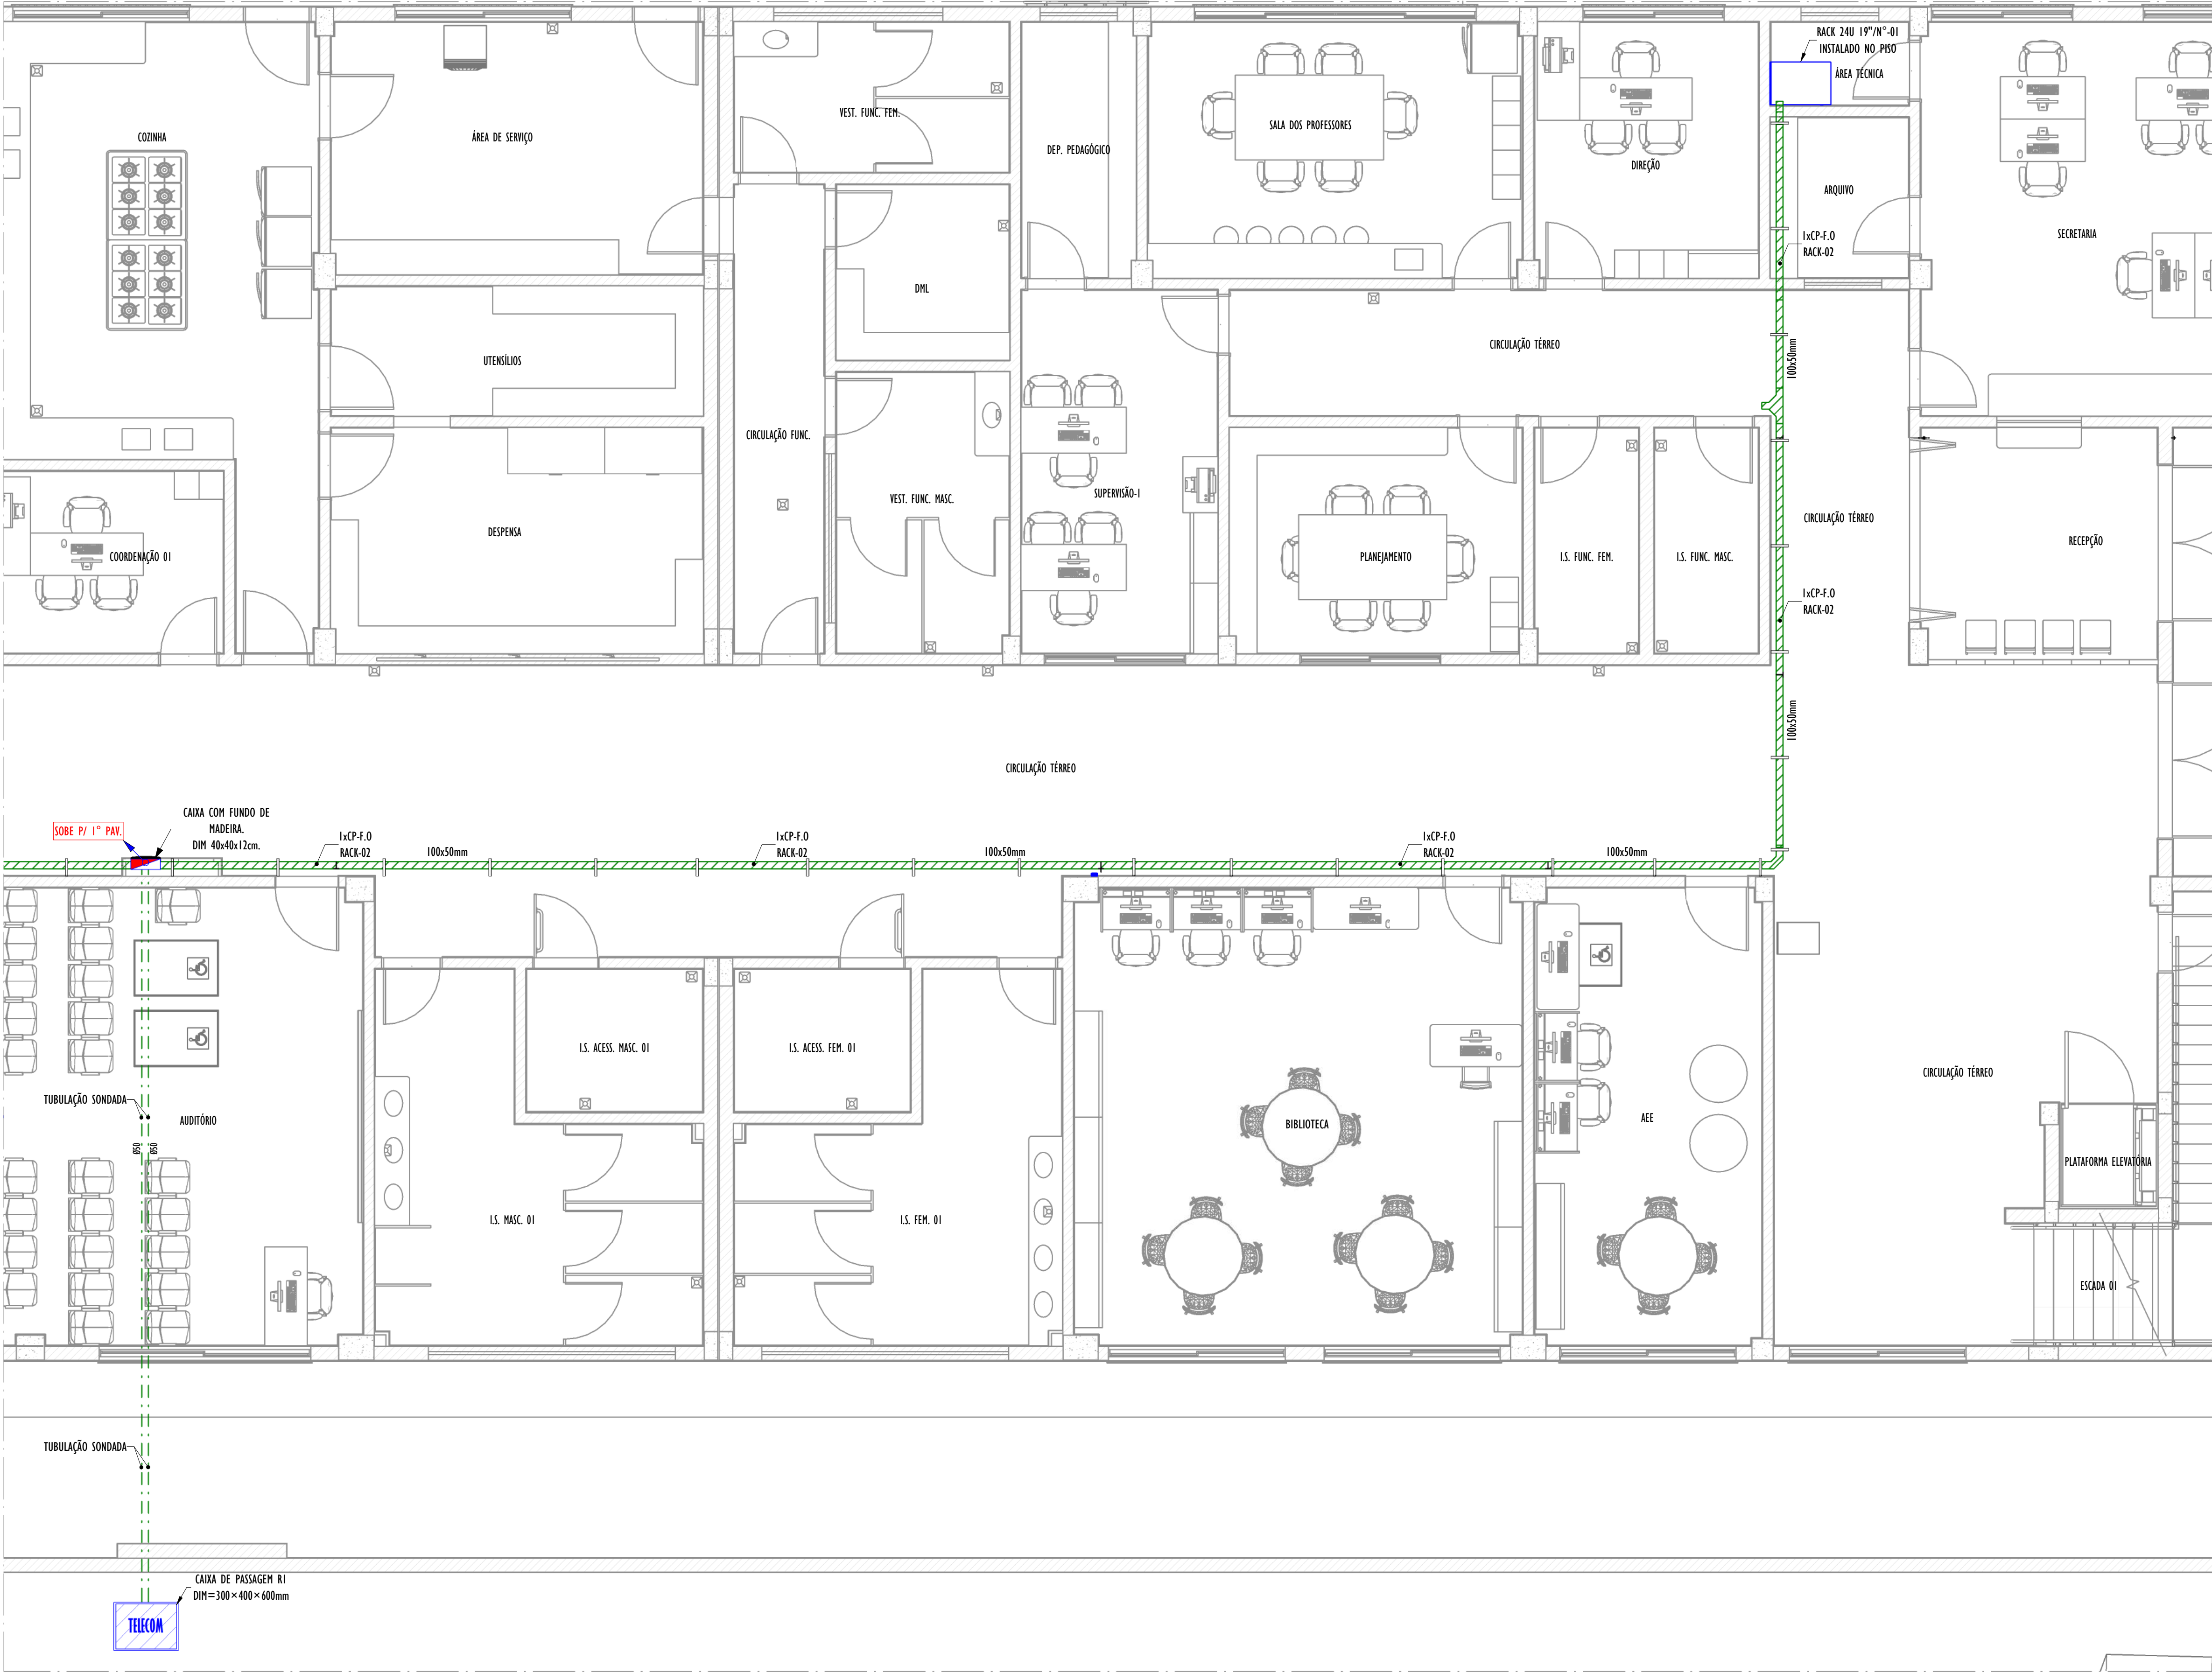 RACK 24U 19"/N°-01
INSTALADO NO PISO
ÁREA TÉCNICA
COZINHA
ÁREA DE SERVIÇO
VEST. FUNC. FEM.
DEP. PEDAGÓGICO
SALA DOS PROFESSORES
DIREÇÃO
ARQUIVO
SECRETARIA
1xCP-F.O
RACK-02
DML
UTENSÍLIOS
CIRCULAÇÃO TÉRREO
100x50mm
CIRCULAÇÃO FUNC.
VEST. FUNC. MASC.
SUPERVISÃO-1
DESPENSA
COORDENAÇÃO 01
PLANEJAMENTO
I.S. FUNC. FEM.
I.S. FUNC. MASC.
CIRCULAÇÃO TÉRREO
RECEPÇÃO
1xCP-F.O
RACK-02
100x50mm
CIRCULAÇÃO TÉRREO
SOBE P/ 1° PAV.
CAIXA COM FUNDO DE
MADEIRA.
DIM 40x40x12cm.
1xCP-F.O
RACK-02
100x50mm
1xCP-F.O
RACK-02
100x50mm
1xCP-F.O
RACK-02
100x50mm
I.S. ACESS. MASC. 01
I.S. ACESS. FEM. 01
CIRCULAÇÃO TÉRREO
TUBULAÇÃO SONDADA
AUDITÓRIO
Ø50
Ø50
BIBLIOTECA
AEE
PLATAFORMA ELEVATÓRIA
I.S. MASC. 01
I.S. FEM. 01
ESCADA 01
TUBULAÇÃO SONDADA
CAIXA DE PASSAGEM R1
DIM=300×400×600mm
TELECOM